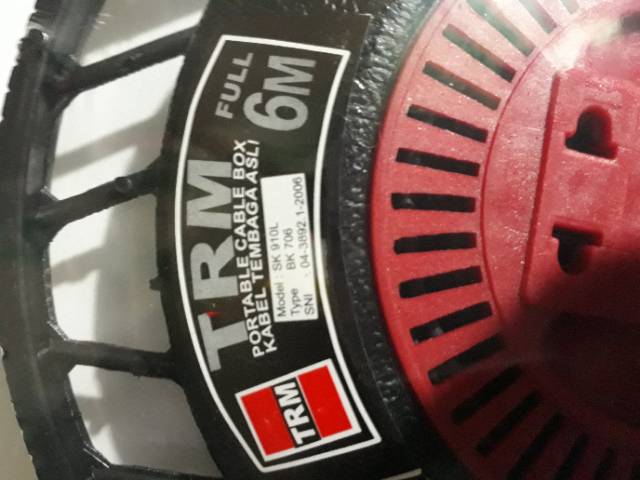 TRM
FULL
6M
PORTABLE CABLE BOX
KABEL TEMBAGA ASLI
Model : SK 910L
Type BK 706
SNI : 04-3892.1-2006
TRM